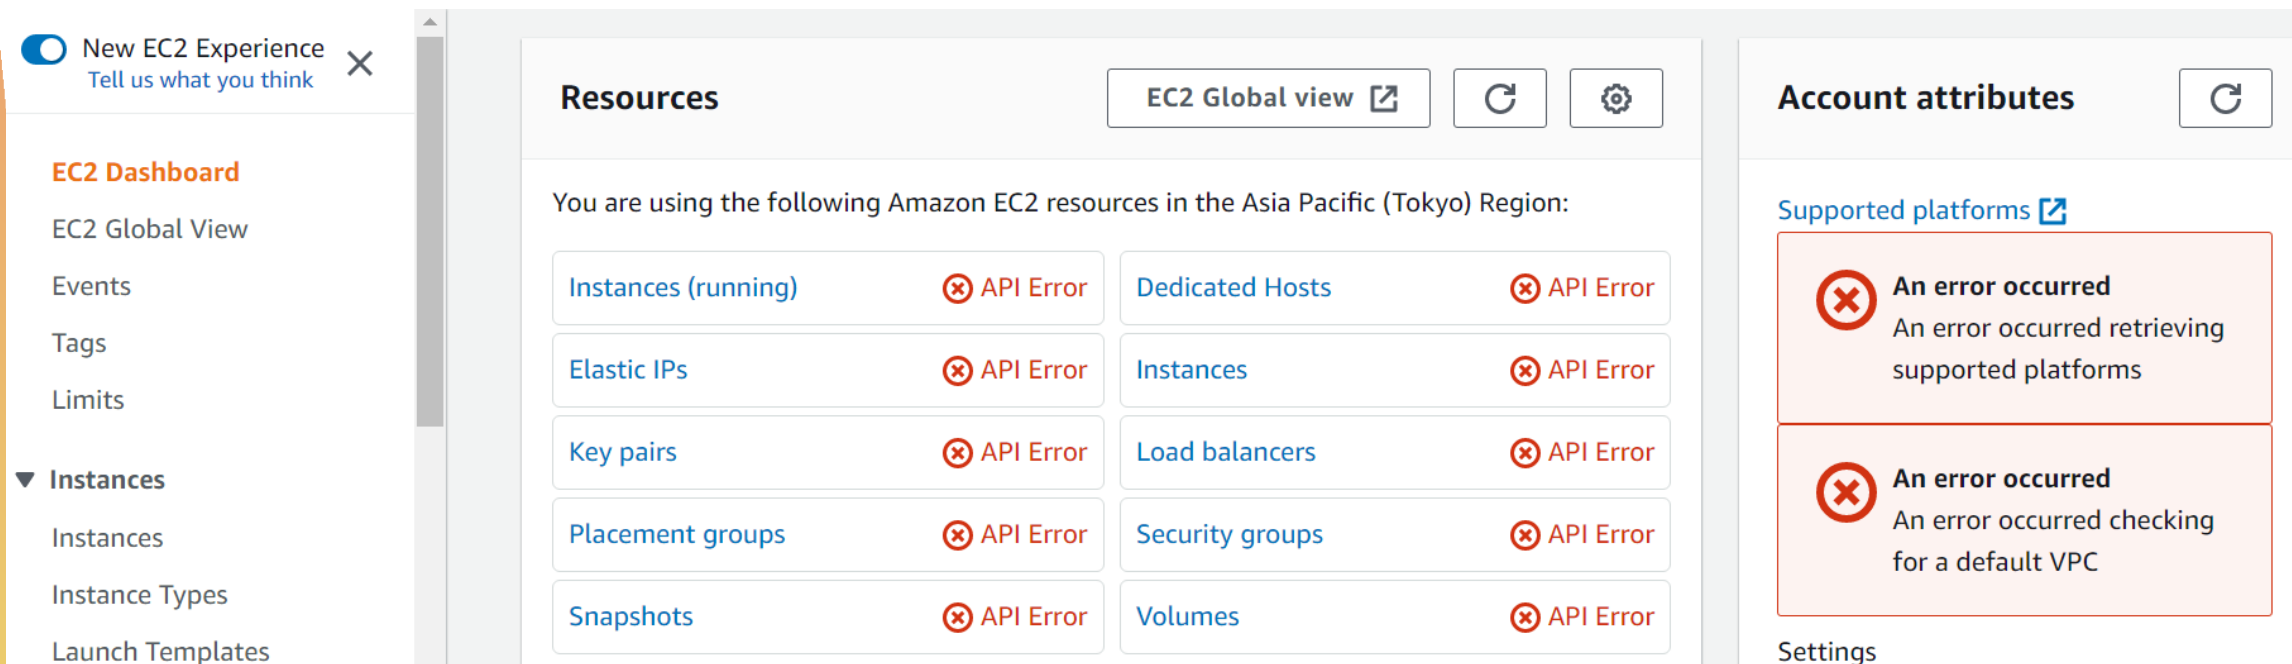 New EC2 Experience
Tell us what you think
EC2 Dashboard
EC2 Global View
Events
Tags
Limits
Instances
Instances
Instance Types
Launch Templates
Resources
EC2 Global view
You are using the following Amazon EC2 resources in the Asia Pacific (Tokyo) Region:
Instances (running) API Error
Dedicated Hosts API Error
Elastic IPs API Error
Instances API Error
Key pairs API Error
Load balancers API Error
Placement groups API Error
Security groups API Error
Snapshots API Error
Volumes API Error
Account attributes
Supported platforms
An error occurred
An error occurred retrieving
supported platforms
An error occurred
An error occurred checking
for a default VPC
Settings